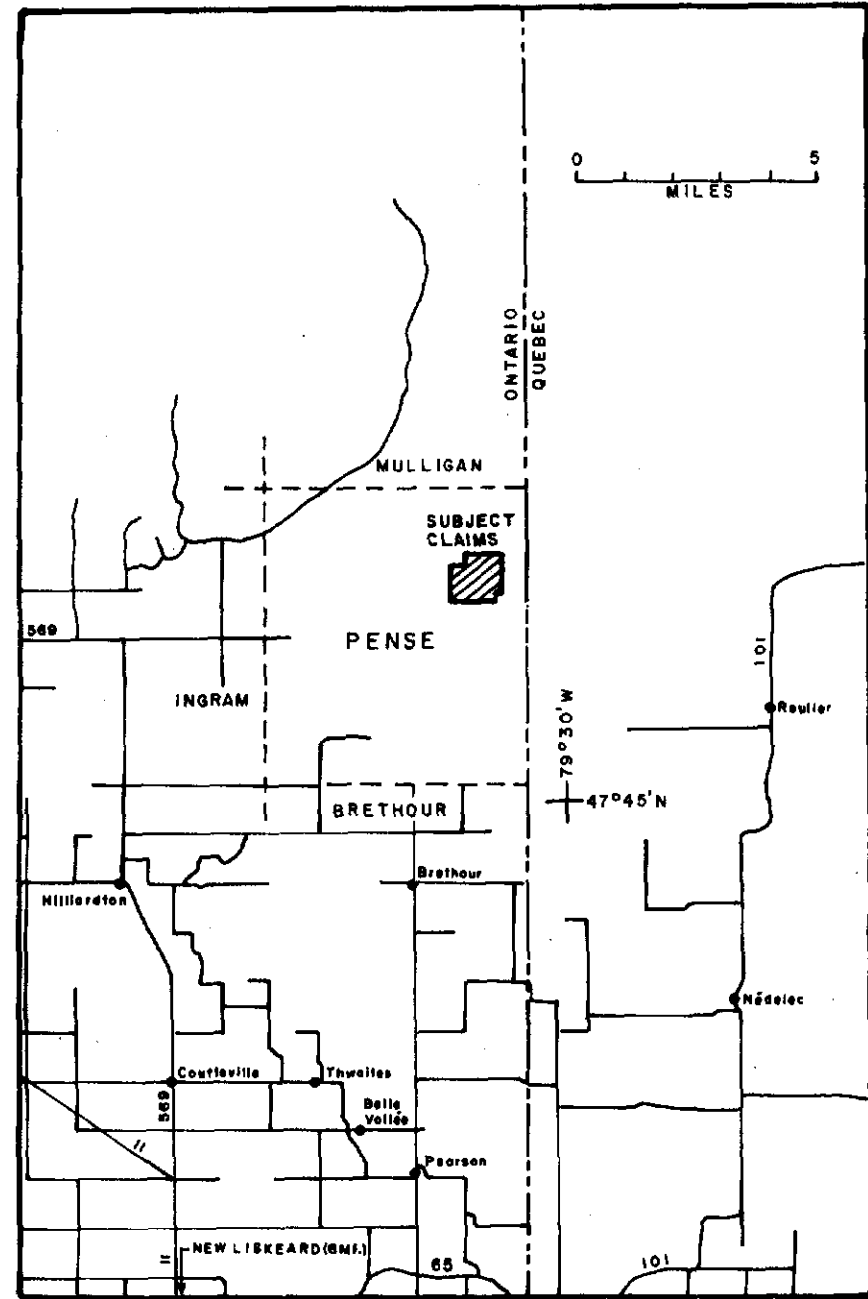 0 5
MILES
ONTARIO
QUEBEC
MULLIGAN
SUBJECT
CLAIMS
569
PENSE
101
INGRAM
79°30'W
Roulier
47°45'N
BRETHOUR
Brethour
Hilliardton
Nédelec
Coutleville
Thwaites
569
Belle
Vallée
11
Pearson
NEW LISKEARD (6MI.)
11
65
101